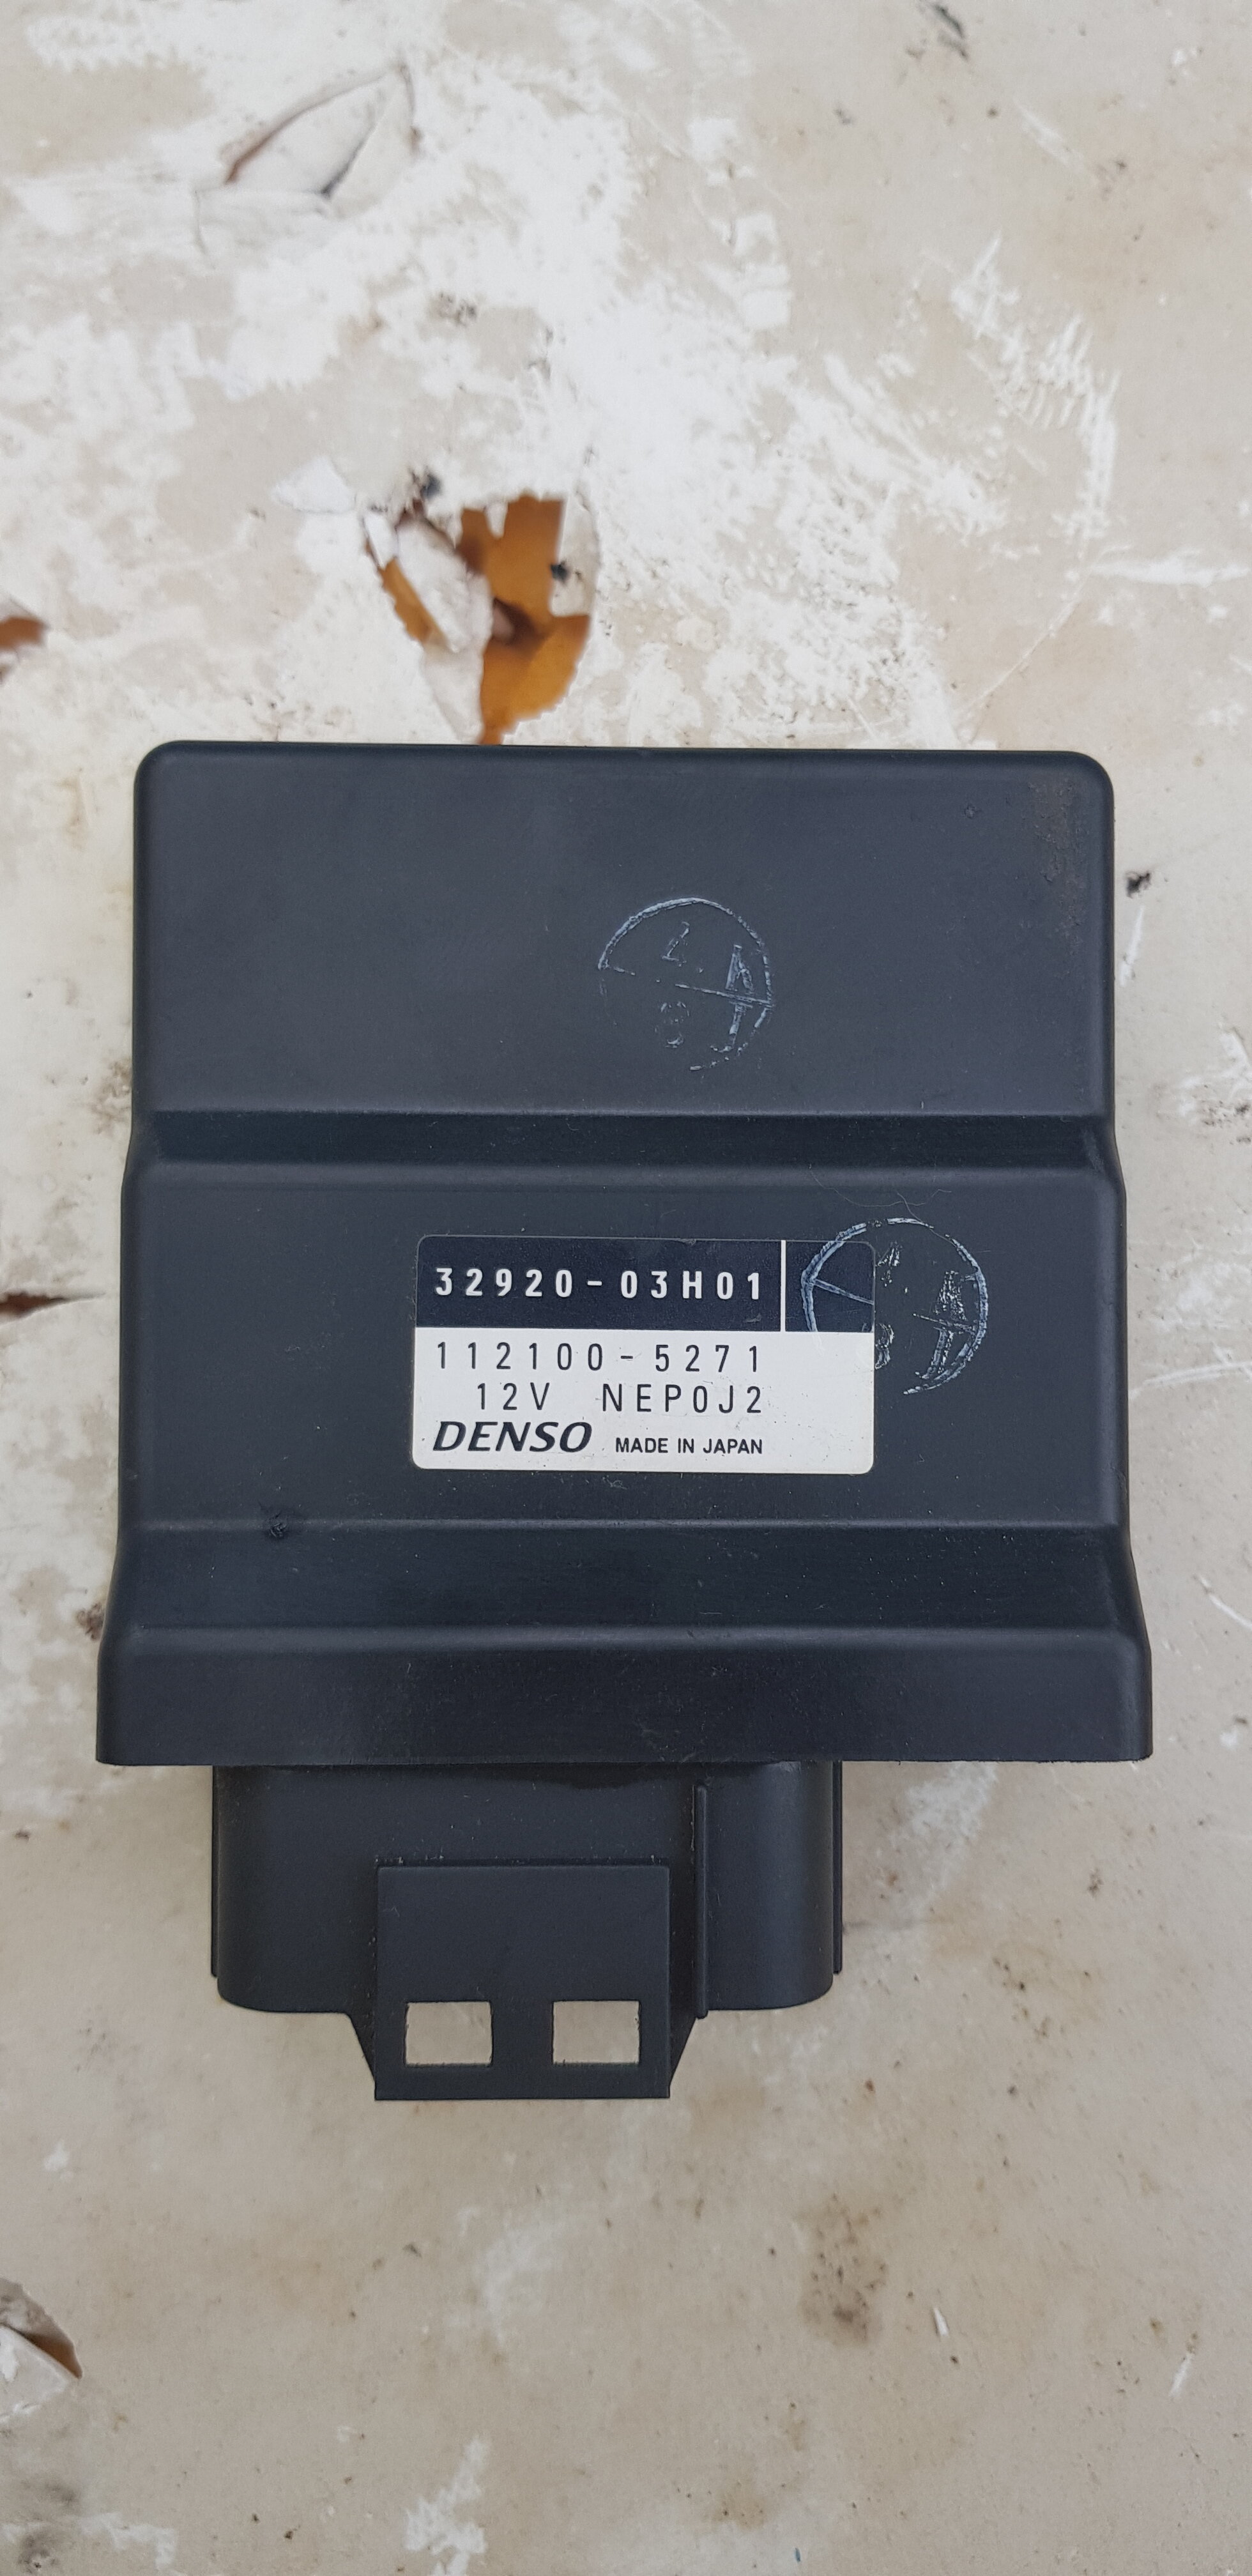 32920-03H01
112100-5271
12V NEP0J2
DENSO MADE IN JAPAN